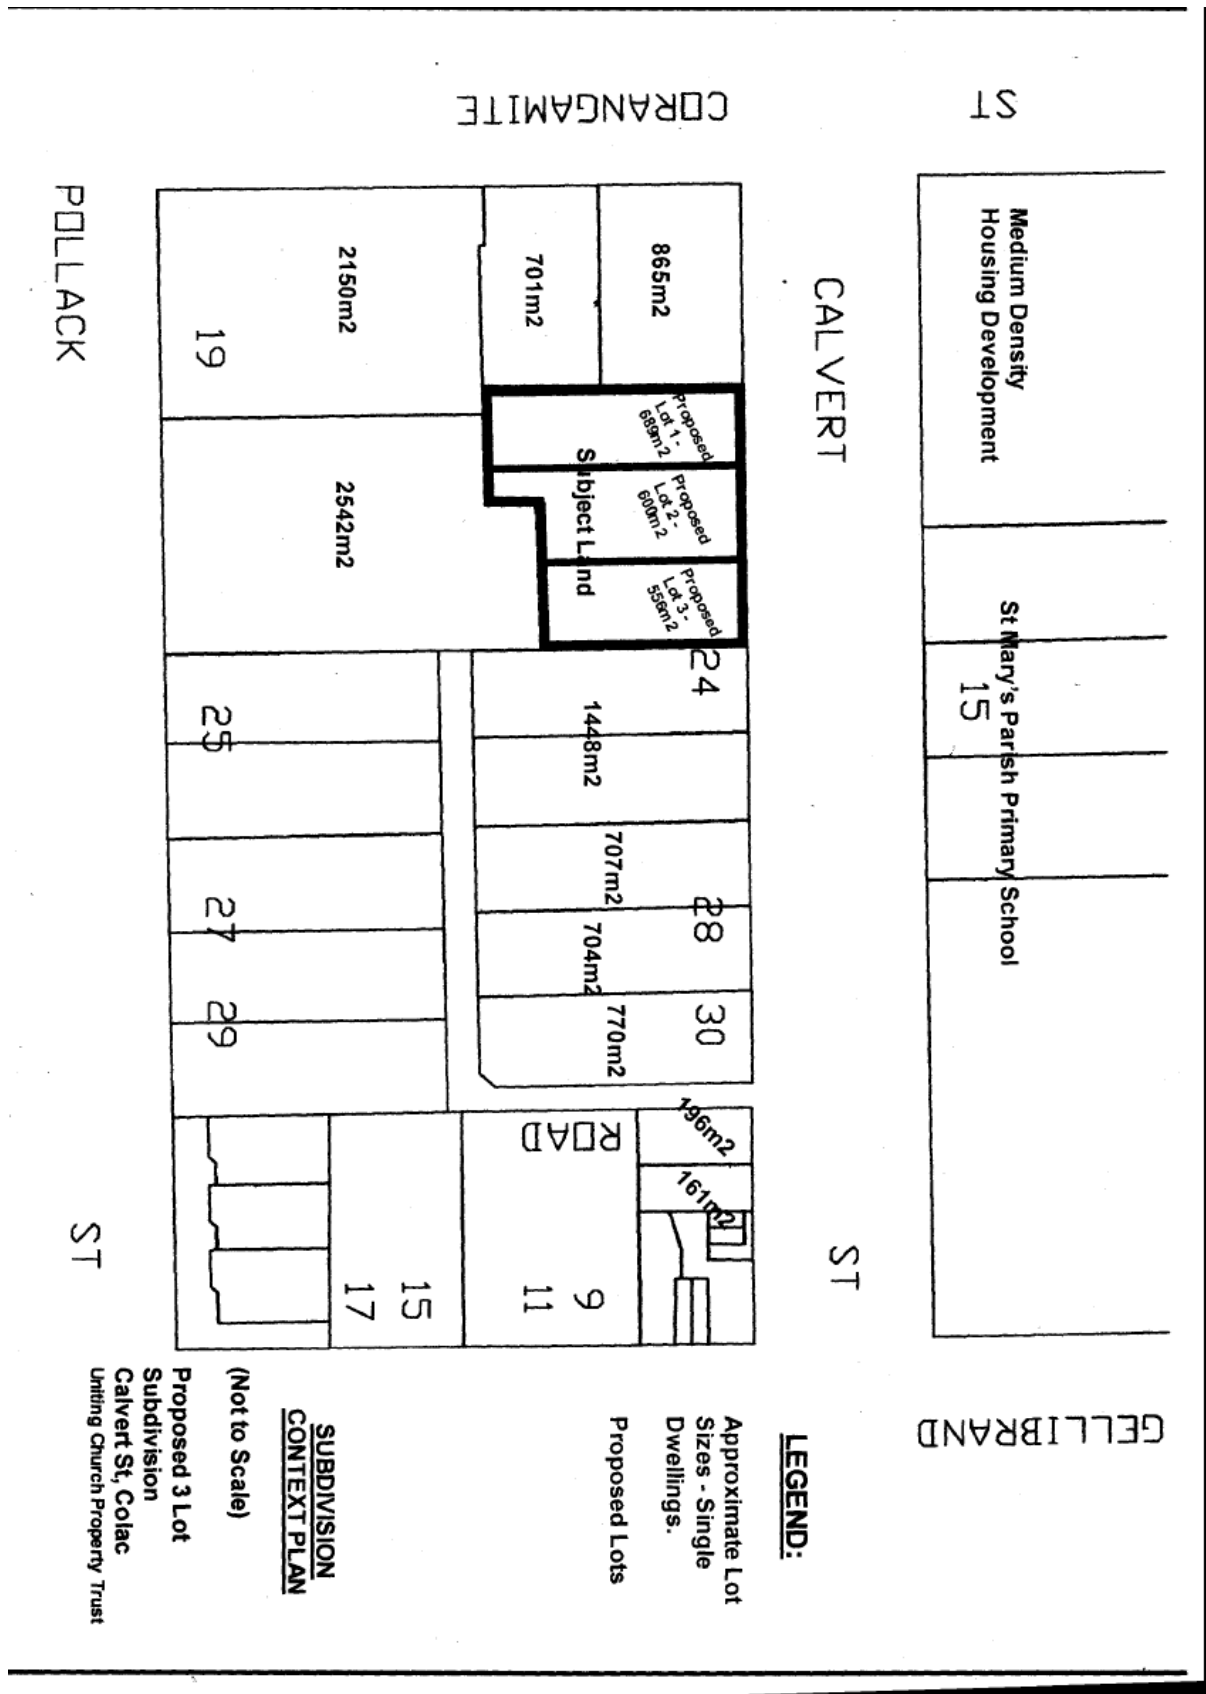 CORANGAMITE
ST
POLLACK
ST
CALVERT
ST
GELLIBRAND
ROAD
Medium Density
Housing Development
St Mary's Parish Primary School
15
865m2
701m2
2150m2
19
2542m2
Proposed
Lot 1 -
689m2
Proposed
Lot 2 -
600m2
Proposed
Lot 3 -
556m2
Subject Land
24
1448m2
707m2
28
704m2
30
770m2
25
27
29
196m2
161m2
9
11
15
17
LEGEND:
Approximate Lot
Sizes - Single
Dwellings.
Proposed Lots
SUBDIVISION
CONTEXT PLAN
(Not to Scale)
Proposed 3 Lot
Subdivision
Calvert St, Colac
Uniting Church Property Trust